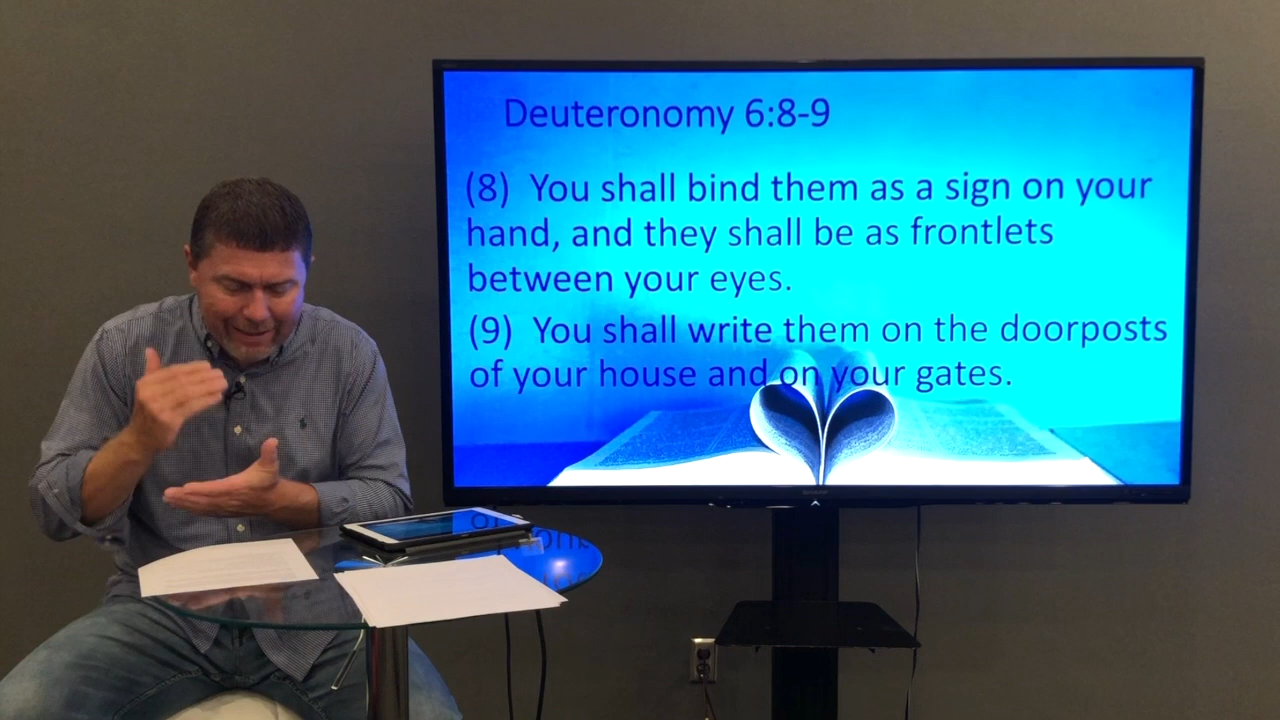 Deuteronomy 6:8-9
(8) You shall bind them as a sign on your
hand, and they shall be as frontlets
between your eyes.
(9) You shall write them on the doorposts
of your house and on your gates.
SHARP